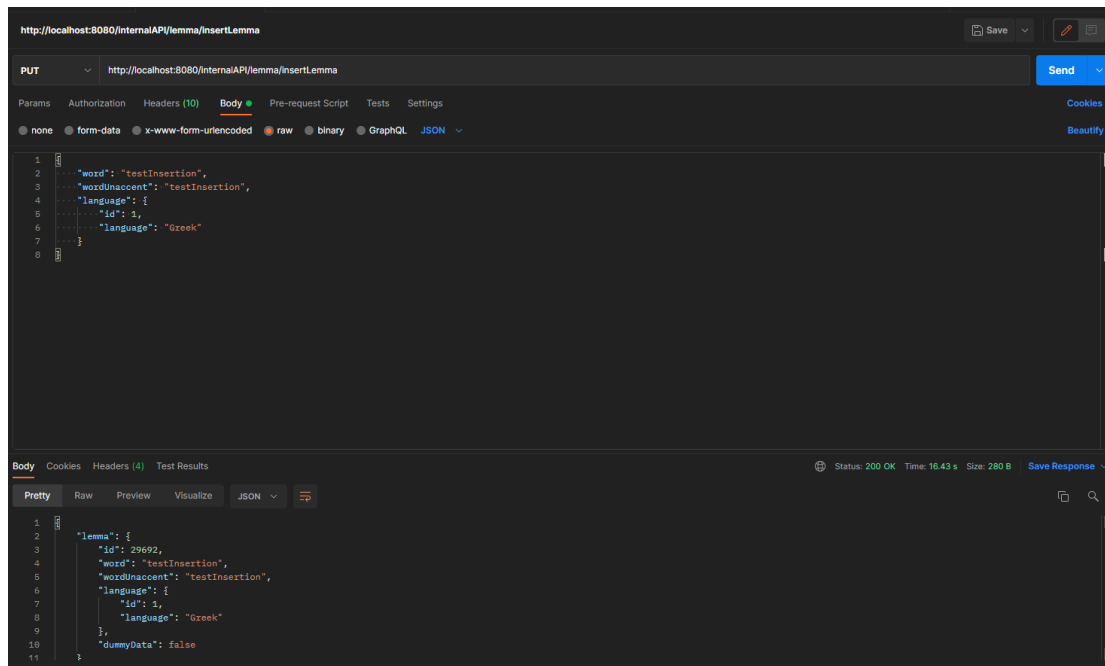 http://localhost:8080/internalAPI/lemma/insertLemma
Save
PUT
http://localhost:8080/internalAPI/lemma/insertLemma
Send
Params Authorization Headers (10) Body Pre-request Script Tests Settings
Cookies
none form-data x-www-form-urlencoded raw binary GraphQL JSON
Beautify
1 {
2 "word": "testInsertion",
3 "wordUnaccent": "testInsertion",
4 "language": {
5 "id": 1,
6 "language": "Greek"
7 }
8 }
Body Cookies Headers (4) Test Results
Status: 200 OK Time: 16.43 s Size: 280 B Save Response
Pretty Raw Preview Visualize JSON
1 {
2 "lemma": {
3 "id": 29692,
4 "word": "testInsertion",
5 "wordUnaccent": "testInsertion",
6 "language": {
7 "id": 1,
8 "language": "Greek"
9 },
10 "dummyData": false
11 }